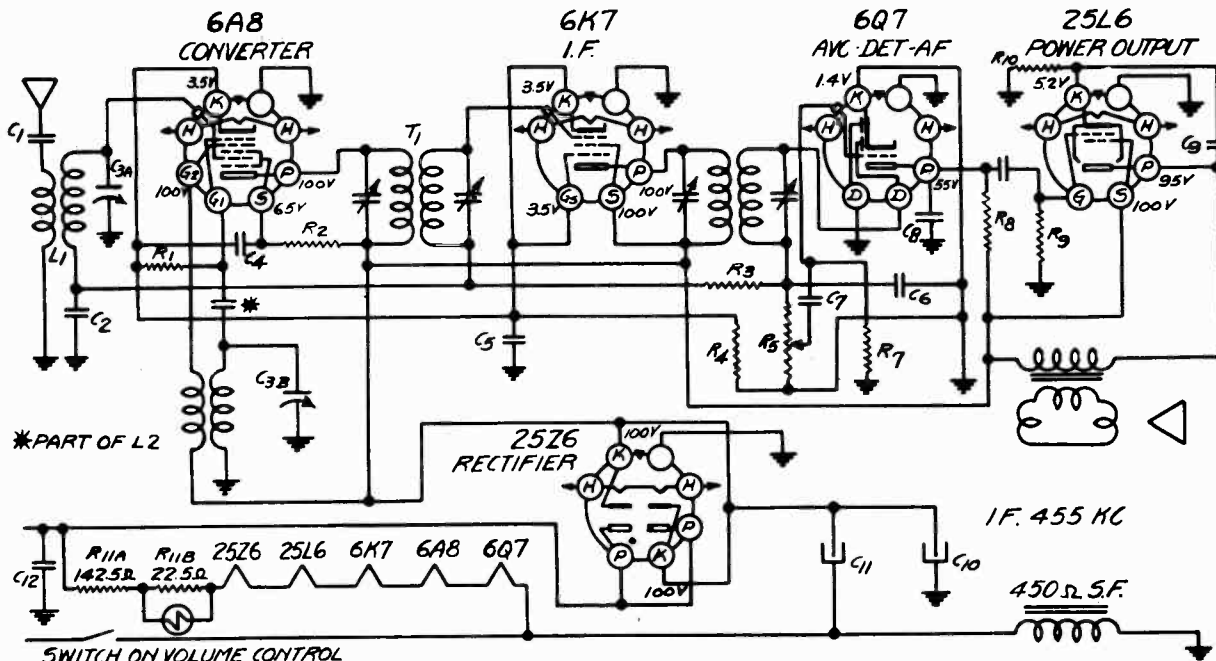 6A8
CONVERTER
6K7
I.F.
6Q7
AVC-DET-AF
25L6
POWER OUTPUT
C1
L1
C3A
C2
3.5V
K
H
H
G2
100V
G1
S
65V
P
100V
C4
R1
R2
*
C3B
*PART OF L2
T1
3.5V
K
H
H
GS
3.5V
S
100V
P
100V
C5
R3
R4
R5
C7
R7
C6
1.4V
K
H
H
D
D
P
55V
C8
R8
R9
R10
5.2V
K
H
H
G
S
100V
P
95V
C9
25Z6
RECTIFIER
100V
K
H
H
P
P
K
100V
C11
C10
I.F. 455 KC
450Ω S.F.
C12
R11A
142.5Ω
R11B
22.5Ω
25Z6 25L6 6K7 6A8 6Q7
SWITCH ON VOLUME CONTROL